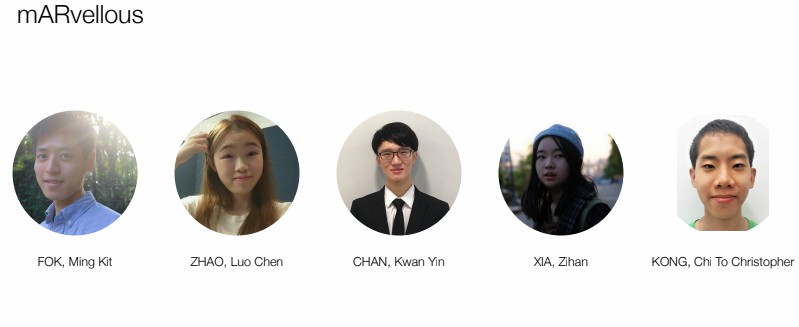 mARvellous
FOK, Ming Kit
ZHAO, Luo Chen
CHAN, Kwan Yin
XIA, Zihan
KONG, Chi To Christopher